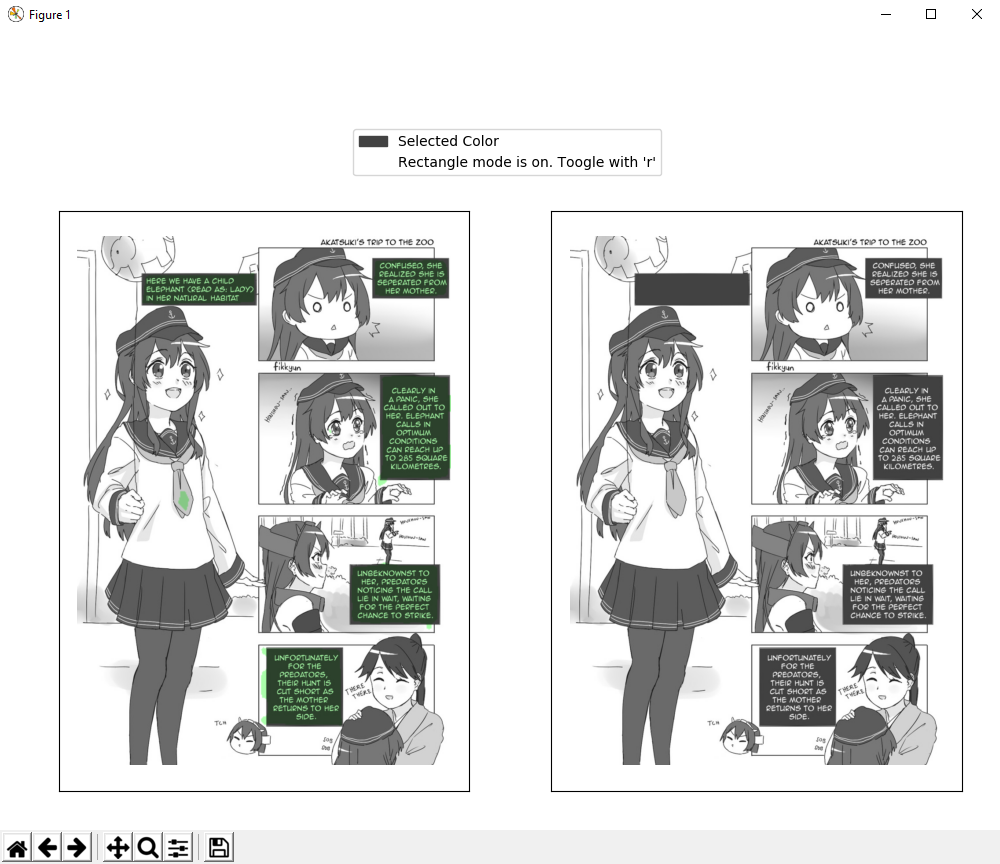 Figure 1
Selected Color
Rectangle mode is on. Toogle with 'r'
AKATSUKI'S TRIP TO THE ZOO
HERE WE HAVE A CHILD
ELEPHANT (READ AS: LADY)
IN HER NATURAL HABITAT
CONFUSED, SHE
REALIZED SHE IS
SEPERATED FROM
HER MOTHER.
fikkyun
CLEARLY IN
A PANIC, SHE
CALLED OUT TO
HER. ELEPHANT
CALLS IN
OPTIMUM
CONDITIONS
CAN REACH UP
TO 285 SQUARE
KILOMETRES.
UNBEKNOWNST TO
HER, PREDATORS
NOTICING THE CALL
LIE IN WAIT, WAITING
FOR THE PERFECT
CHANCE TO STRIKE.
UNFORTUNATELY
FOR THE
PREDATORS,
THEIR HUNT IS
CUT SHORT AS
THE MOTHER
RETURNS TO HER
SIDE.
THERE
THERE
TCH
AKATSUKI'S TRIP TO THE ZOO
CONFUSED, SHE
REALIZED SHE IS
SEPERATED FROM
HER MOTHER.
fikkyun
CLEARLY IN
A PANIC, SHE
CALLED OUT TO
HER. ELEPHANT
CALLS IN
OPTIMUM
CONDITIONS
CAN REACH UP
TO 285 SQUARE
KILOMETRES.
UNBEKNOWNST TO
HER, PREDATORS
NOTICING THE CALL
LIE IN WAIT, WAITING
FOR THE PERFECT
CHANCE TO STRIKE.
UNFORTUNATELY
FOR THE
PREDATORS,
THEIR HUNT IS
CUT SHORT AS
THE MOTHER
RETURNS TO HER
SIDE.
THERE
THERE
TCH